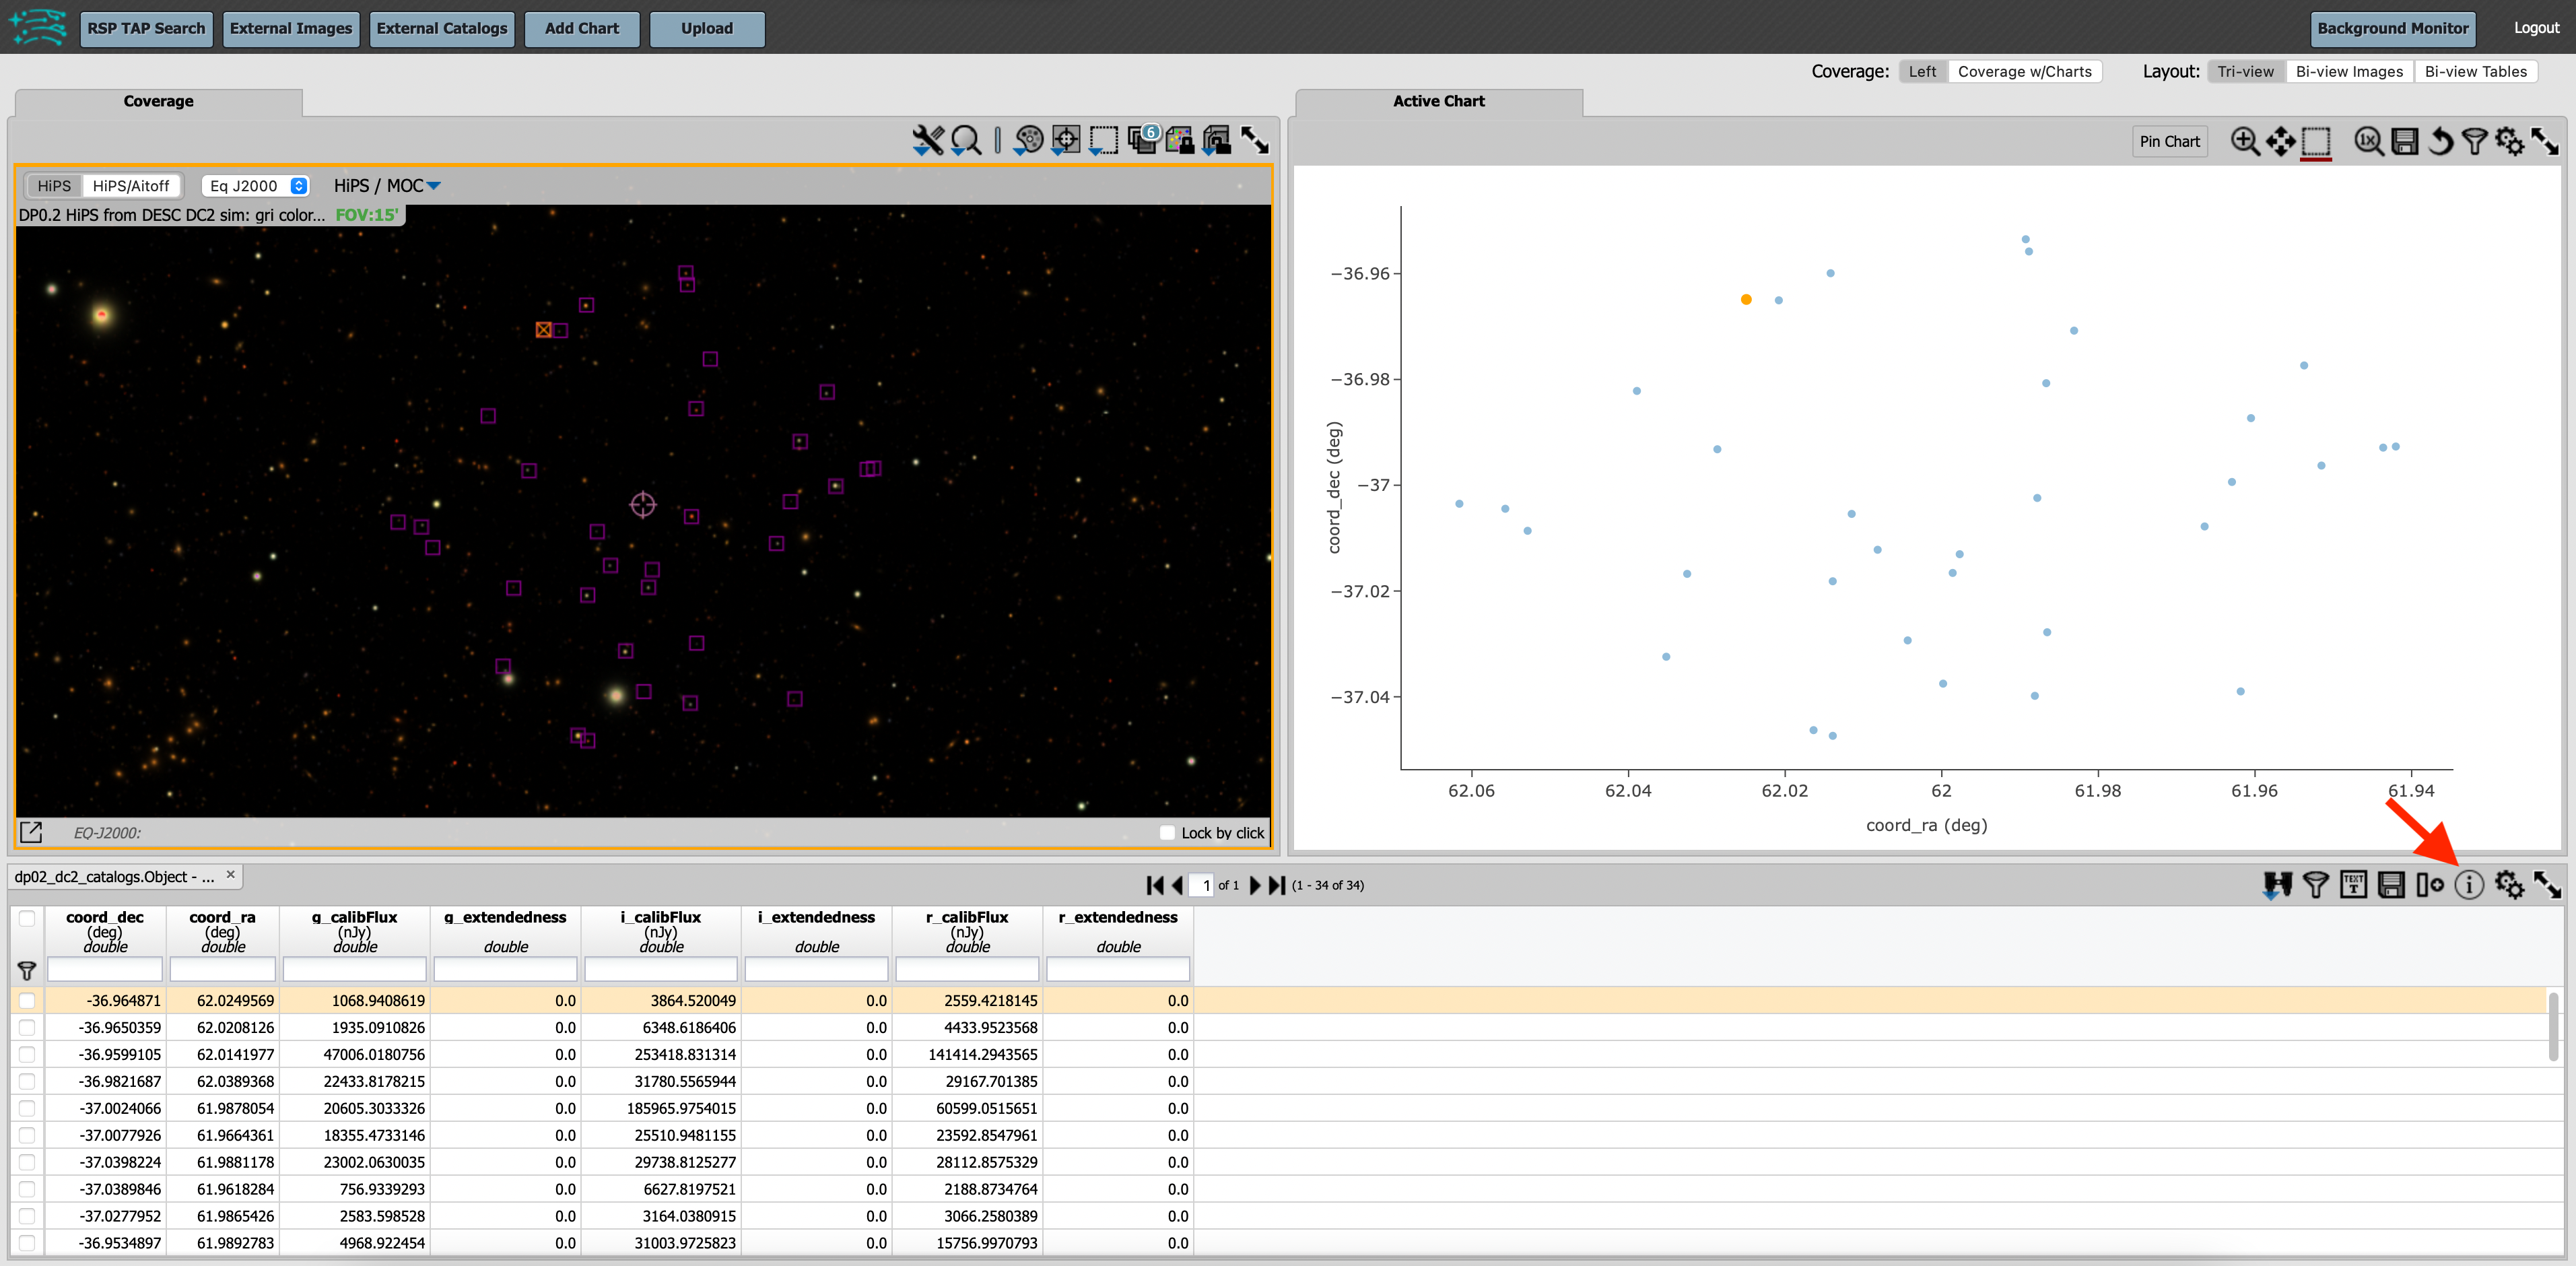 RSP TAP Search External Images External Catalogs Add Chart Upload Background Monitor Logout
Coverage: Left Coverage w/Charts Layout: Tri-view Bi-view Images Bi-view Tables
Coverage
6
HiPS HiPS/Aitoff Eq J2000 HiPS / MOC
DP0.2 HiPS from DESC DC2 sim: gri color... FOV:15'
EQ-J2000: Lock by click
Active Chart
Pin Chart 1x
−36.96
−36.98
−37
−37.02
−37.04
coord_dec (deg)
62.06 62.04 62.02 62 61.98 61.96 61.94
coord_ra (deg)
dp02_dc2_catalogs.Object - ... × 1 of 1 (1 - 34 of 34) TEXT T i
coord_dec coord_ra g_calibFlux g_extendedness i_calibFlux i_extendedness r_calibFlux r_extendedness
(deg) (deg) (nJy) (nJy) (nJy)
double double double double double double double double
-36.964871 62.0249569 1068.9408619 0.0 3864.520049 0.0 2559.4218145 0.0
-36.9650359 62.0208126 1935.0910826 0.0 6348.6186406 0.0 4433.9523568 0.0
-36.9599105 62.0141977 47006.0180756 0.0 253418.831314 0.0 141414.2943565 0.0
-36.9821687 62.0389368 22433.8178215 0.0 31780.5565944 0.0 29167.701385 0.0
-37.0024066 61.9878054 20605.3033326 0.0 185965.9754015 0.0 60599.0515651 0.0
-37.0077926 61.9664361 18355.4733146 0.0 25510.9481155 0.0 23592.8547961 0.0
-37.0398224 61.9881178 23002.0630035 0.0 29738.8125277 0.0 28112.8575329 0.0
-37.0389846 61.9618284 756.9339293 0.0 6627.8197521 0.0 2188.8734764 0.0
-37.0277952 61.9865426 2583.598528 0.0 3164.0380915 0.0 3066.2580389 0.0
-36.9534897 61.9892783 4968.922454 0.0 31003.9725823 0.0 15756.9970793 0.0